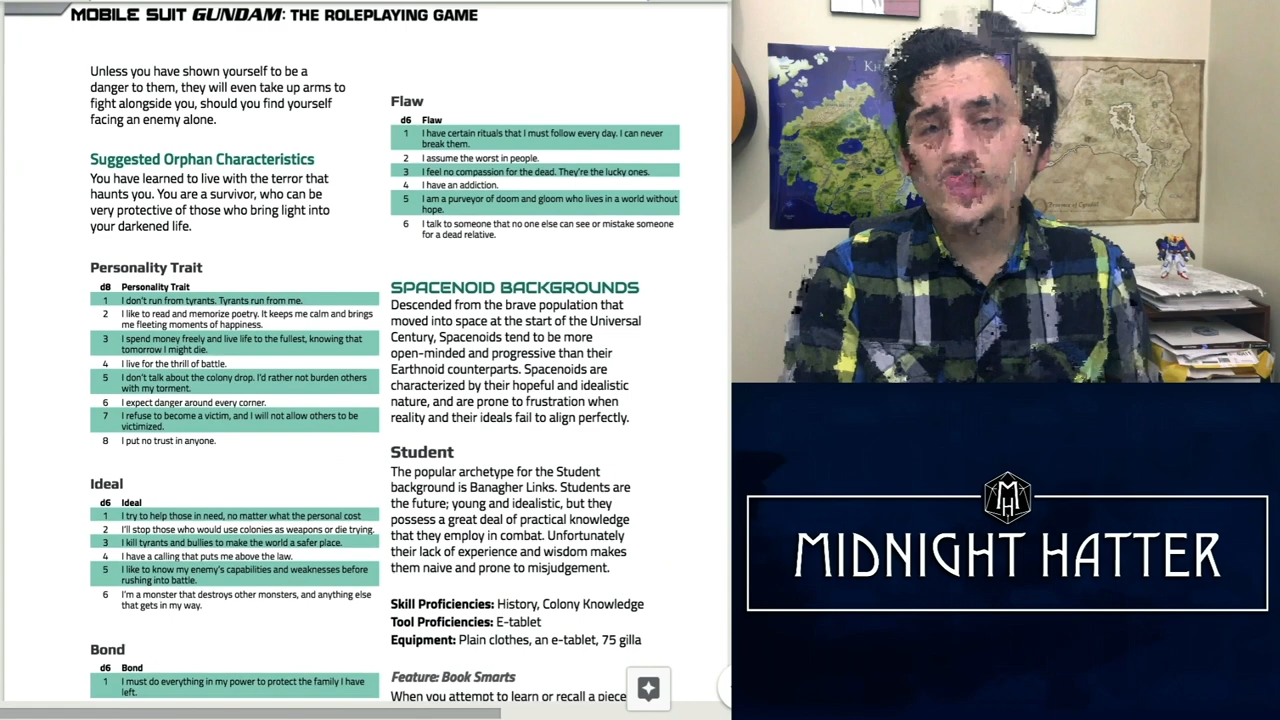 MOBILE SUIT GUNDAM: THE ROLEPLAYING GAME
Unless you have shown yourself to be a
danger to them, they will even take up arms to
fight alongside you, should you find yourself
facing an enemy alone.
Suggested Orphan Characteristics
You have learned to live with the terror that
haunts you. You are a survivor, who can be
very protective of those who bring light into
your darkened life.
Personality Trait
d8 Personality Trait
1 I don't run from tyrants. Tyrants run from me.
2 I like to read and memorize poetry. It keeps me calm and brings
me fleeting moments of happiness.
3 I spend money freely and live life to the fullest, knowing that
tomorrow I might die.
4 I live for the thrill of battle.
5 I don't talk about the colony drop. I'd rather not burden others
with my torment.
6 I expect danger around every corner.
7 I refuse to become a victim, and I will not allow others to be
victimized.
8 I put no trust in anyone.
Ideal
d6 Ideal
1 I try to help those in need, no matter what the personal cost
2 I'll stop those who would use colonies as weapons or die trying.
3 I kill tyrants and bullies to make the world a safer place.
4 I have a calling that puts me above the law.
5 I like to know my enemy's capabilities and weaknesses before
rushing into battle.
6 I'm a monster that destroys other monsters, and anything else
that gets in my way.
Bond
d6 Bond
1 I must do everything in my power to protect the family I have
left.
Flaw
d6 Flaw
1 I have certain rituals that I must follow every day. I can never
break them.
2 I assume the worst in people.
3 I feel no compassion for the dead. They're the lucky ones.
4 I have an addiction.
5 I am a purveyor of doom and gloom who lives in a world without
hope.
6 I talk to someone that no one else can see or mistake someone
for a dead relative.
SPACENOID BACKGROUNDS
Descended from the brave population that
moved into space at the start of the Universal
Century, Spacenoids tend to be more
open-minded and progressive than their
Earthnoid counterparts. Spacenoids are
characterized by their hopeful and idealistic
nature, and are prone to frustration when
reality and their ideals fail to align perfectly.
Student
The popular archetype for the Student
background is Banagher Links. Students are
the future; young and idealistic, but they
possess a great deal of practical knowledge
that they employ in combat. Unfortunately
their lack of experience and wisdom makes
them naive and prone to misjudgement.
Skill Proficiencies: History, Colony Knowledge
Tool Proficiencies: E-tablet
Equipment: Plain clothes, an e-tablet, 75 gilla
Feature: Book Smarts
When you attempt to learn or recall a piece
Province of Cyrodiil
MH
MIDNIGHT HATTER